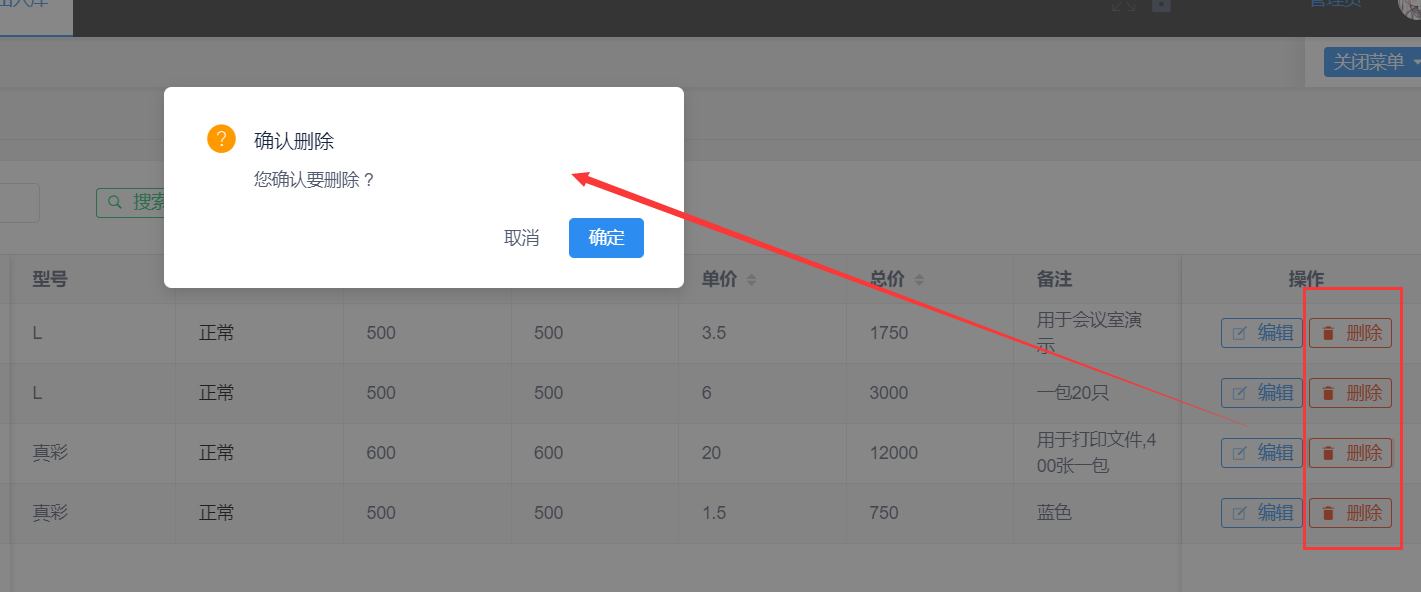 出入库
管理员
关闭菜单
确认删除
您确认要删除？
搜索
取消
确定
型号
单价
总价
备注
操作
L
正常
500
500
3.5
1750
用于会议室演
示
编辑
删除
L
正常
500
500
6
3000
一包20只
编辑
删除
真彩
正常
600
600
20
12000
用于打印文件,4
00张一包
编辑
删除
真彩
正常
500
500
1.5
750
蓝色
编辑
删除